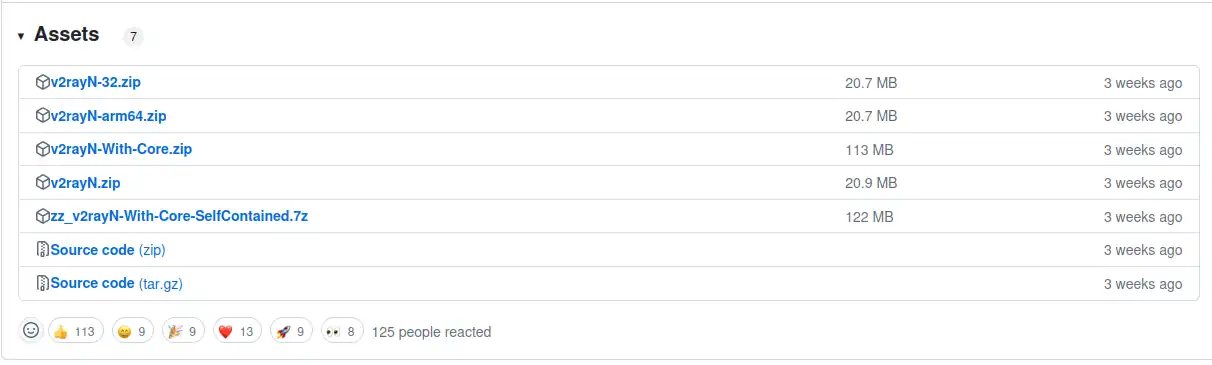 Assets 7
v2rayN-32.zip 20.7 MB 3 weeks ago
v2rayN-arm64.zip 20.7 MB 3 weeks ago
v2rayN-With-Core.zip 113 MB 3 weeks ago
v2rayN.zip 20.9 MB 3 weeks ago
zz_v2rayN-With-Core-SelfContained.7z 122 MB 3 weeks ago
Source code (zip) 3 weeks ago
Source code (tar.gz) 3 weeks ago
👍 113 😄 9 🎉 9 ❤️ 13 🚀 9 👀 8 125 people reacted